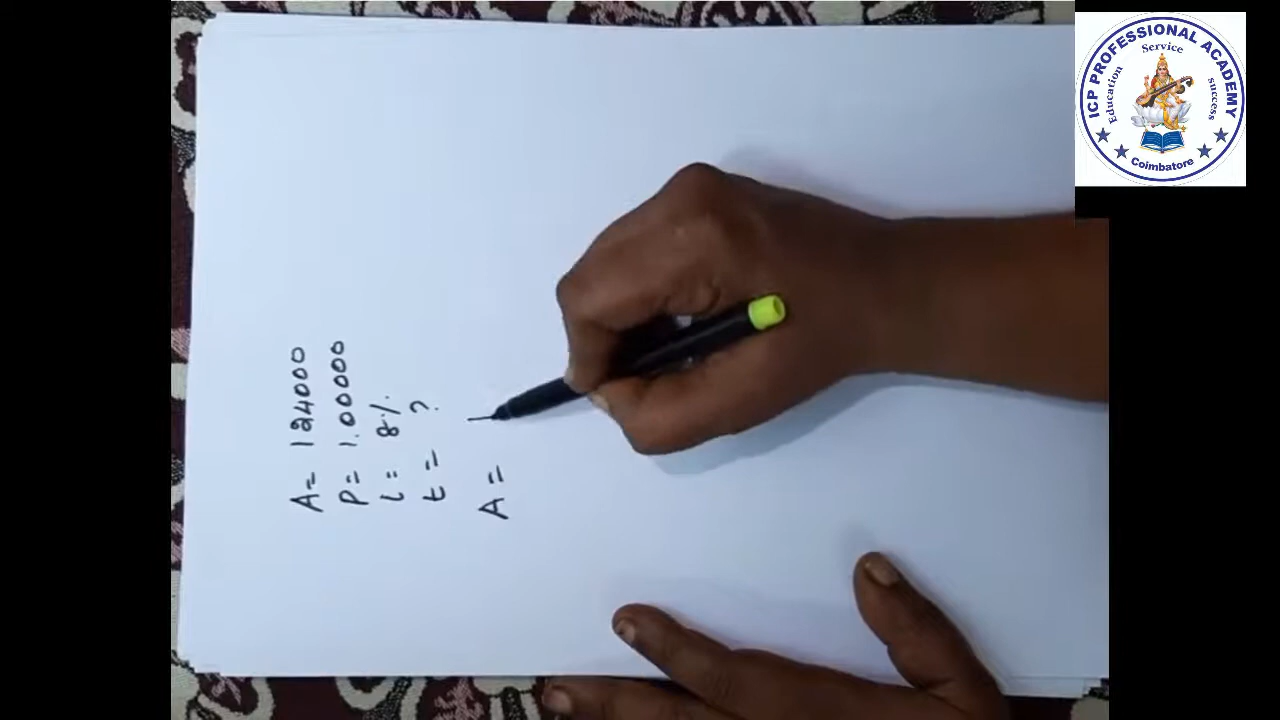 A = 124000
P = 1,00000
i = 8%
t = ?
A =
ICP PROFESSIONAL ACADEMY
Education
Service
success
Coimbatore